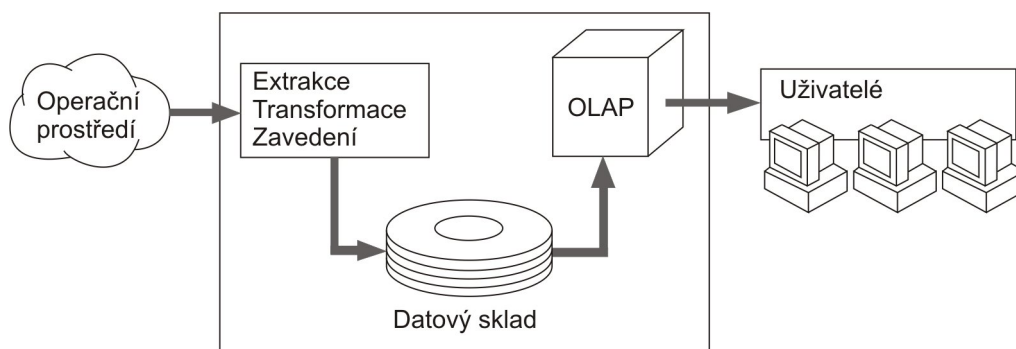 Operační
prostředí
Extrakce
Transformace
Zavedení
Datový sklad
OLAP
Uživatelé